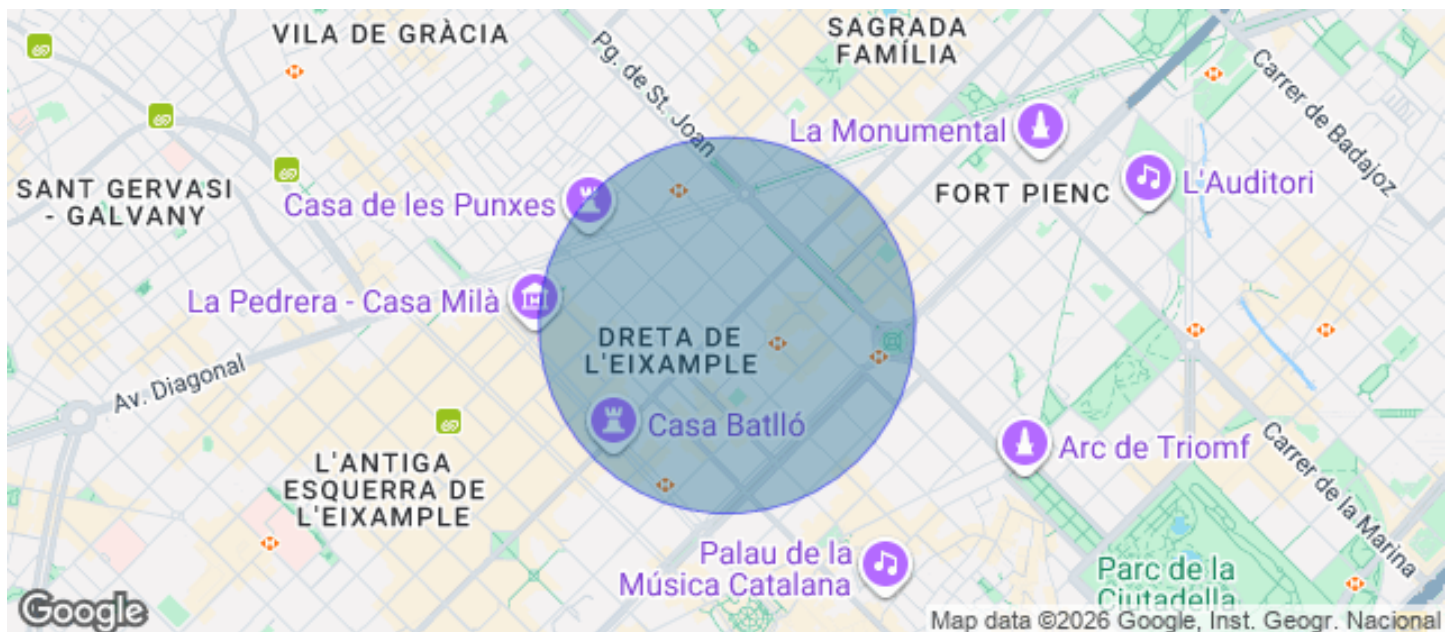 VILA DE GRÀCIA
SAGRADA
FAMÍLIA
Pg. de St. Joan
Carrer de Badajoz
La Monumental
SANT GERVASI
- GALVANY
Casa de les Punxes
FORT PIENC
L'Auditori
La Pedrera - Casa Milà
DRETA DE
L'EIXAMPLE
Av. Diagonal
Casa Batlló
Arc de Triomf
Carrer de la Marina
L'ANTIGA
ESQUERRA DE
L'EIXAMPLE
Palau de la
Música Catalana
Parc de la
Ciutadella
Google
Map data ©2026 Google, Inst. Geogr. Nacional